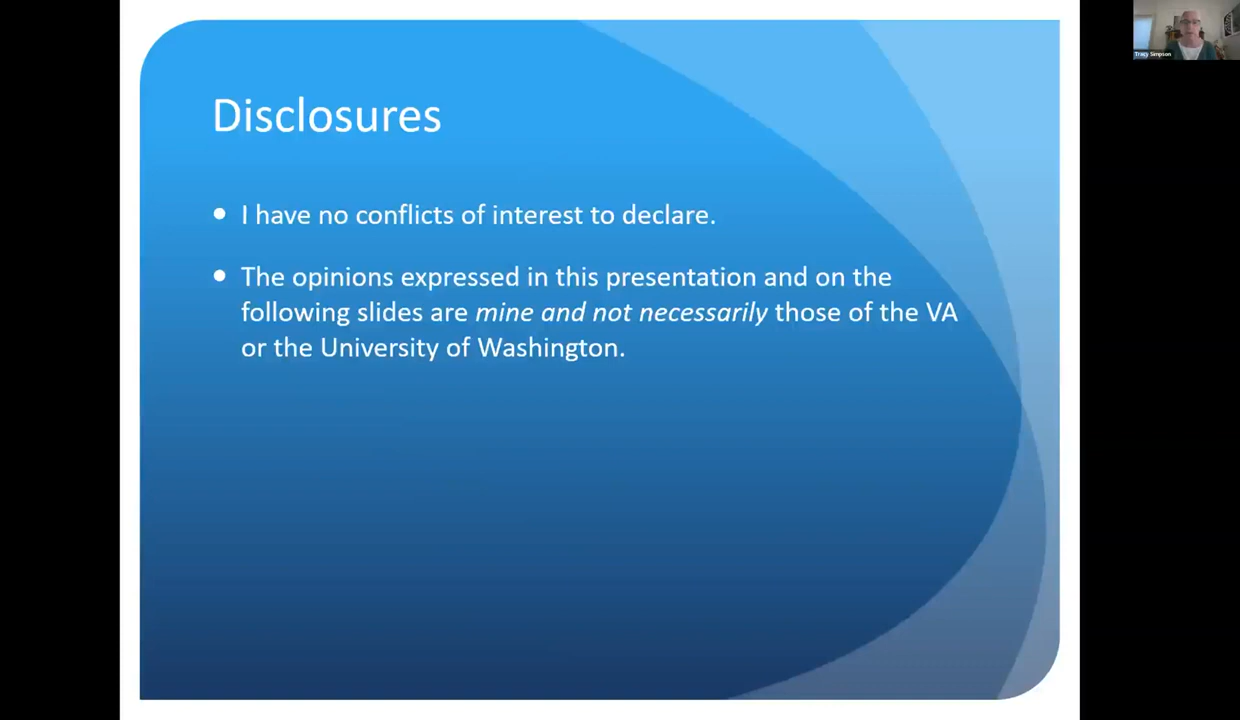 Disclosures
• I have no conflicts of interest to declare.
• The opinions expressed in this presentation and on the
following slides are mine and not necessarily those of the VA
or the University of Washington.
Tracy Simpson